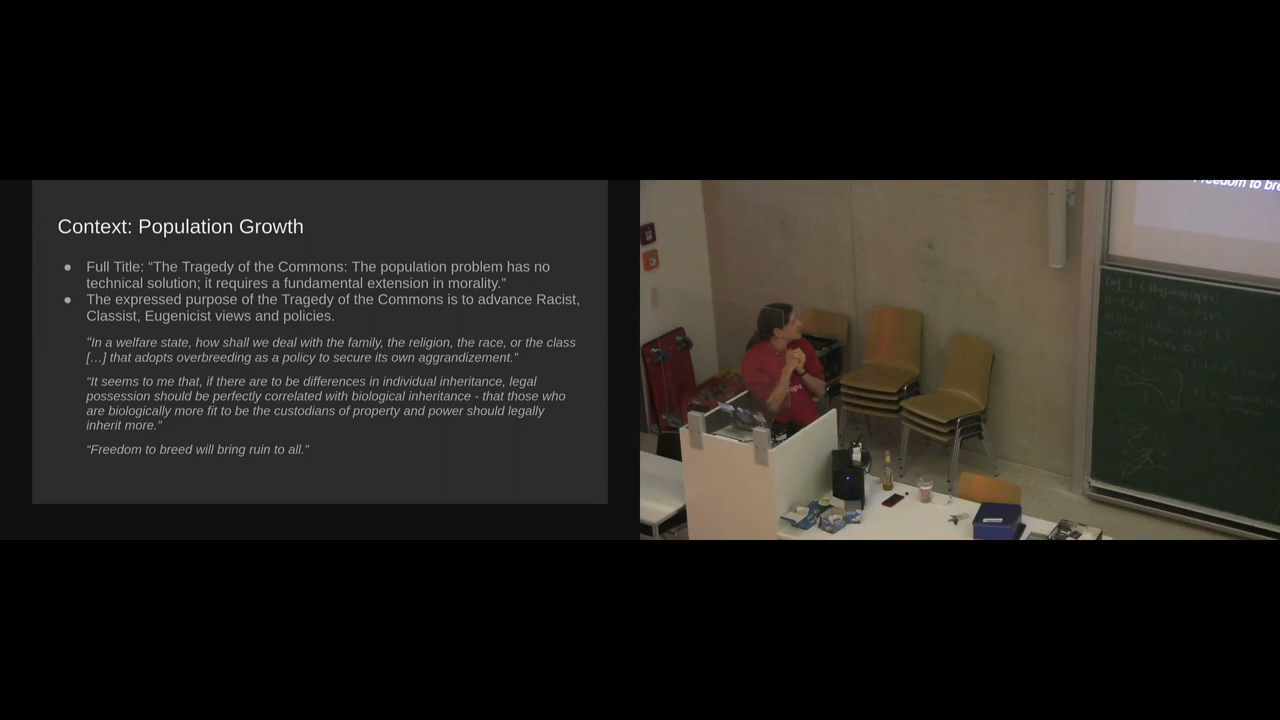 Context: Population Growth
● Full Title: “The Tragedy of the Commons: The population problem has no
technical solution; it requires a fundamental extension in morality.”
● The expressed purpose of the Tragedy of the Commons is to advance Racist,
Classist, Eugenicist views and policies.
“In a welfare state, how shall we deal with the family, the religion, the race, or the class
[…] that adopts overbreeding as a policy to secure its own aggrandizement.”
“It seems to me that, if there are to be differences in individual inheritance, legal
possession should be perfectly correlated with biological inheritance - that those who
are biologically more fit to be the custodians of property and power should legally
inherit more.”
“Freedom to breed will bring ruin to all.”
Freedom to bre